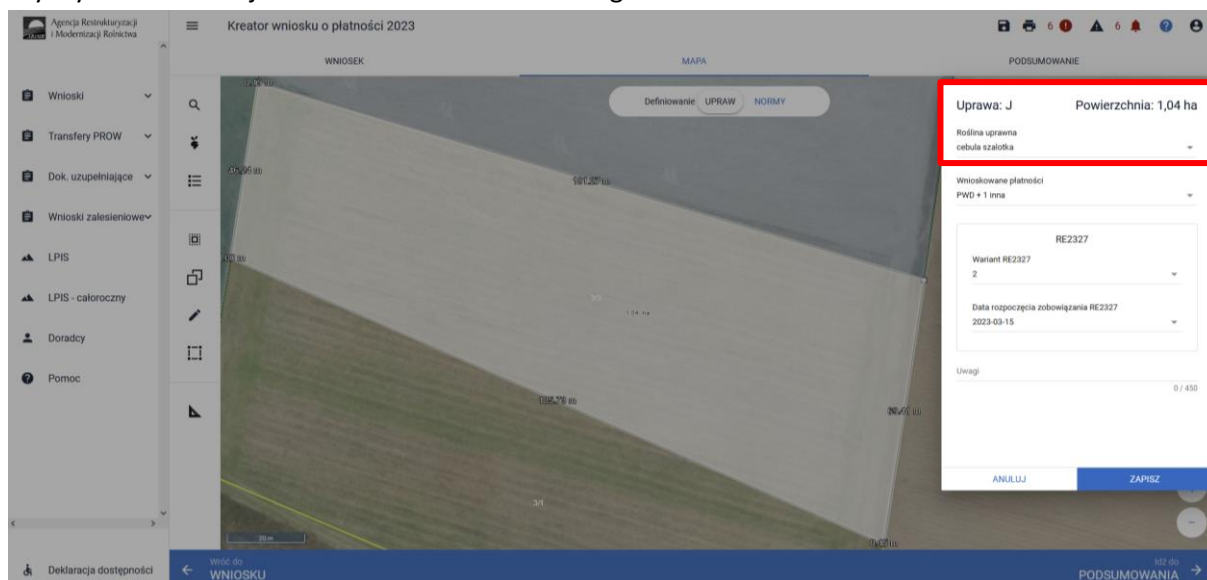 Agencja Restrukturyzacji
i Modernizacji Rolnictwa
Kreator wniosku o płatności 2023
6
6
WNIOSEK
MAPA
PODSUMOWANIE
Wnioski
Transfery PROW
Dok. uzupełniające
Wnioski zalesieniowe
LPIS
LPIS - całoroczny
Doradcy
Pomoc
Deklaracja dostępności
Definiowanie UPRAW NORMY
3/1
20 m
Uprawa: J Powierzchnia: 1,04 ha
Roślina uprawna
cebula szalotka
Wnioskowane płatności
PWD + 1 inna
RE2327
Wariant RE2327
2
Data rozpoczęcia zobowiązania RE2327
2023-03-15
Uwagi
0 / 450
ANULUJ ZAPISZ
Wróć do
WNIOSKU
Idź do
PODSUMOWANIA